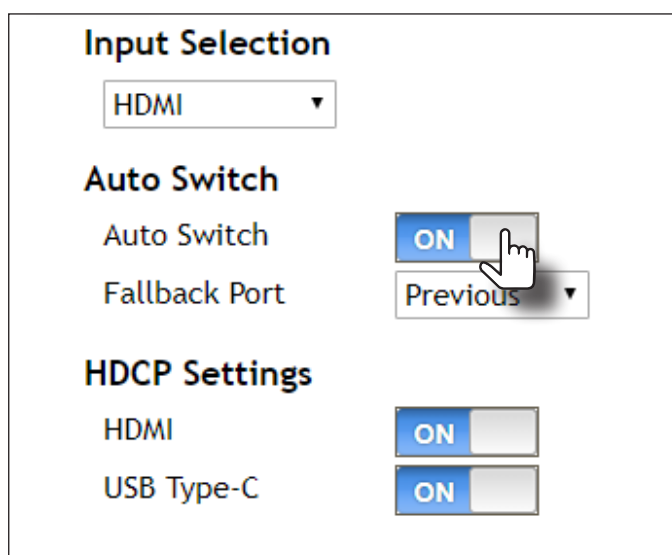 Input Selection
HDMI
Auto Switch
Auto Switch ON
Fallback Port Previous
HDCP Settings
HDMI ON
USB Type-C ON